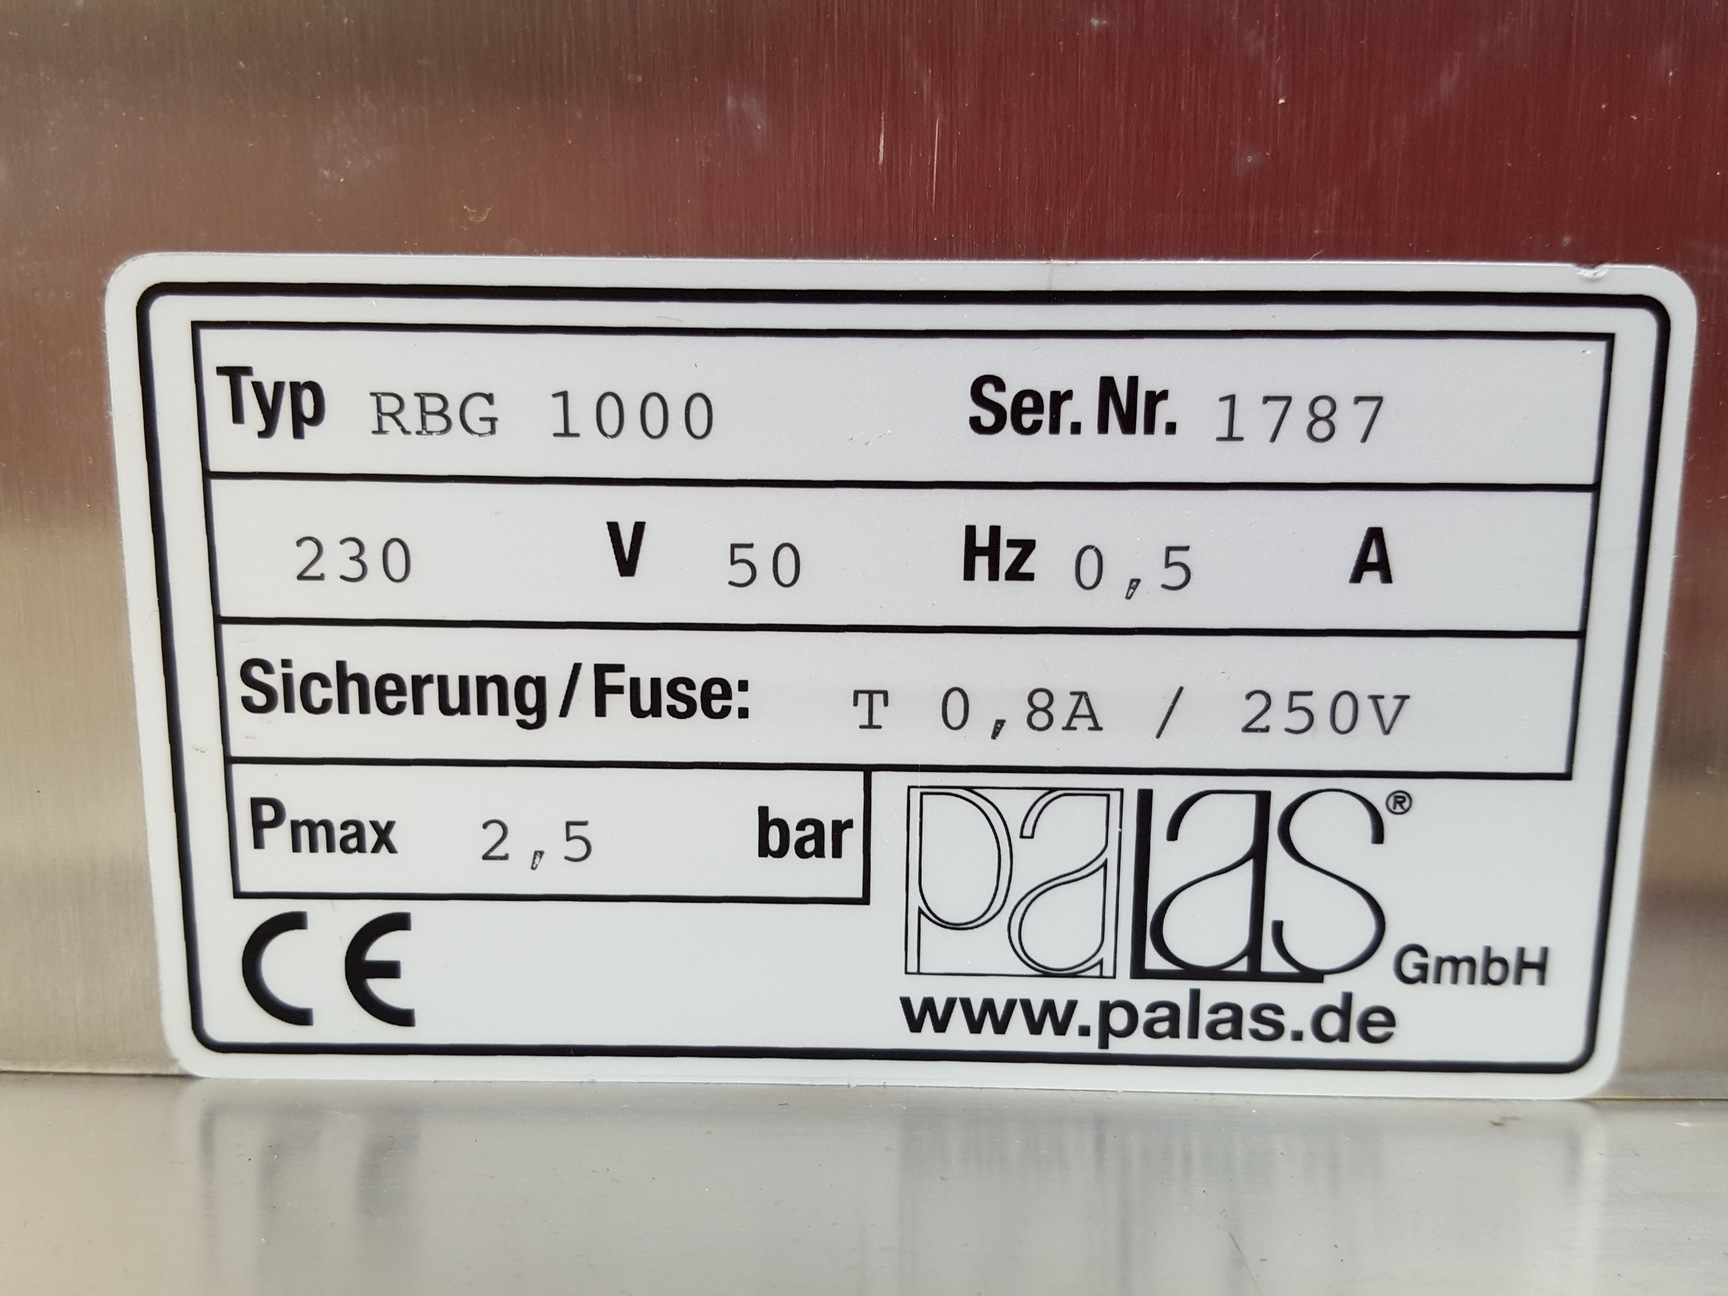 Typ RBG 1000 Ser. Nr. 1787
230 V 50 Hz 0,5 A
Sicherung/Fuse: T 0,8A / 250V
Pmax 2,5 bar
CE
palas® GmbH
www.palas.de